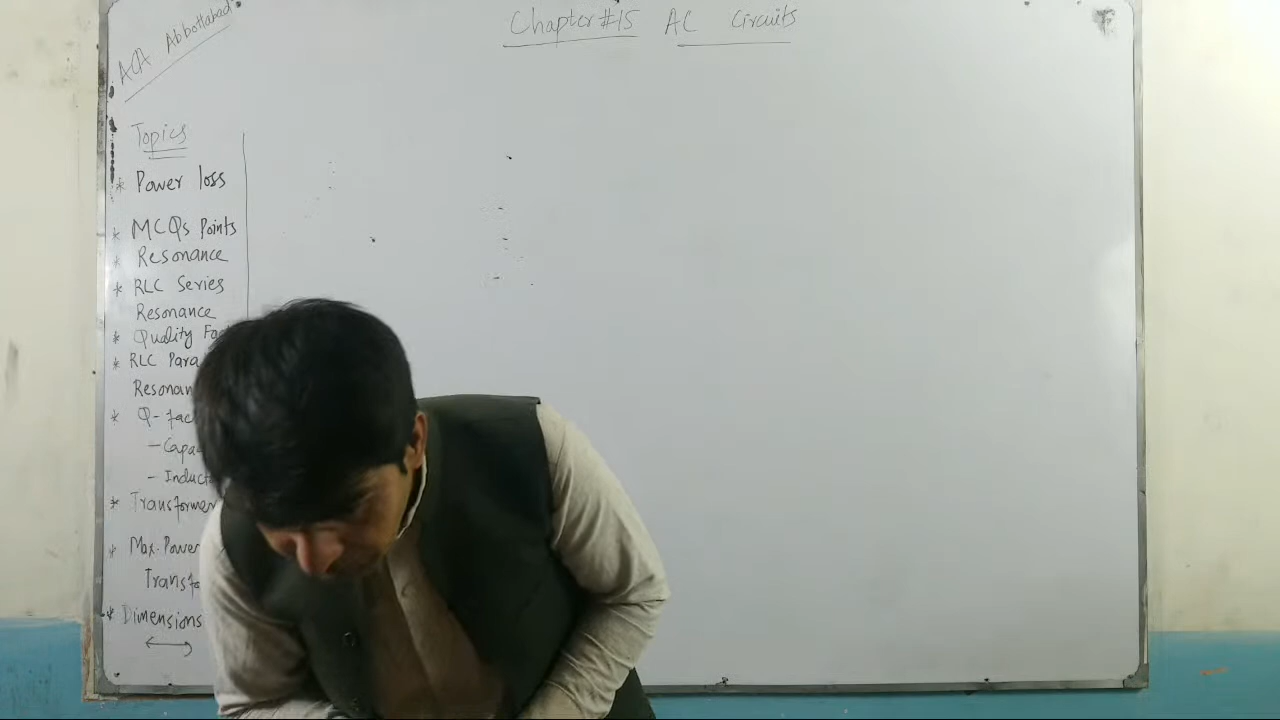 Chapter #15 AC Circuits
ACA Abbottabad
Topics
* Power loss
* MCQs Points
* Resonance
* RLC Series
Resonance
* Quality
* RLC
* Q-
-
-
* Transformer
* Max. Power
* Dimensions